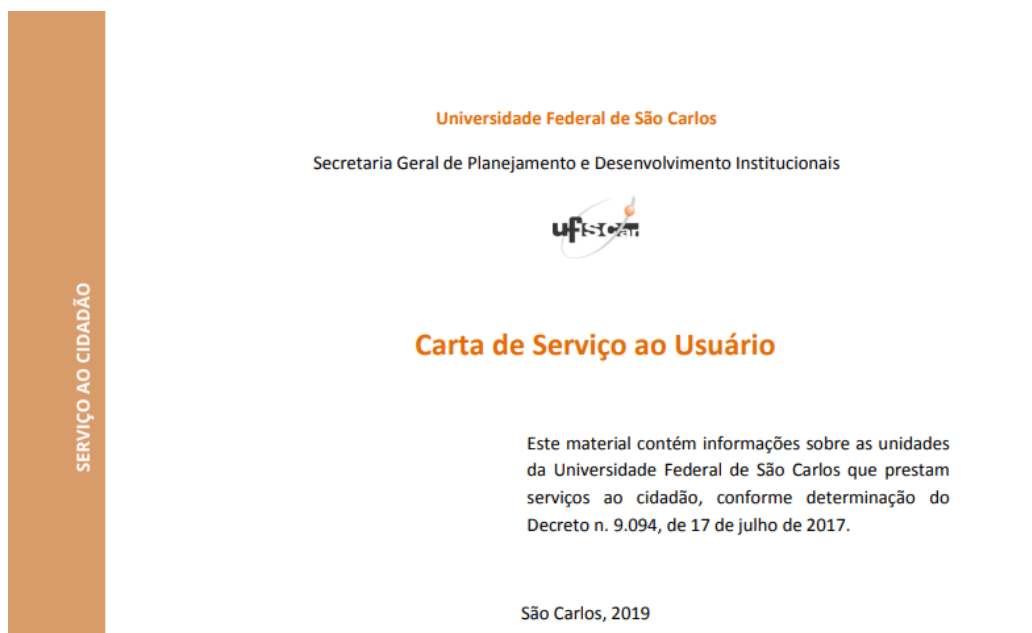 Universidade Federal de São Carlos
Secretaria Geral de Planejamento e Desenvolvimento Institucionais
ufscar
SERVIÇO AO CIDADÃO
Carta de Serviço ao Usuário
Este material contém informações sobre as unidades
da Universidade Federal de São Carlos que prestam
serviços ao cidadão, conforme determinação do
Decreto n. 9.094, de 17 de julho de 2017.
São Carlos, 2019